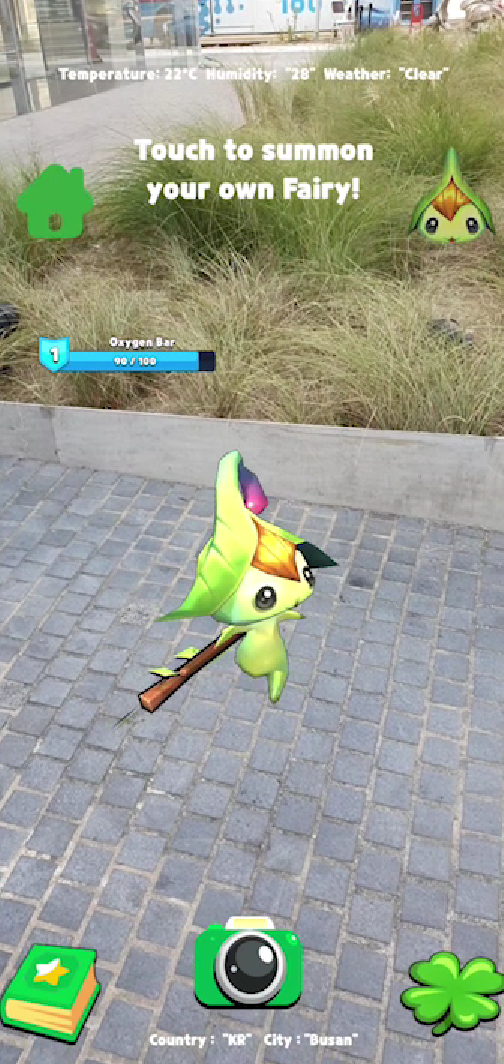 Temperature: 22°C Humidity: "28" Weather: "Clear"
Touch to summon
your own Fairy!
Oxygen Bar
1
90 / 100
Country : "KR" City : "Busan"